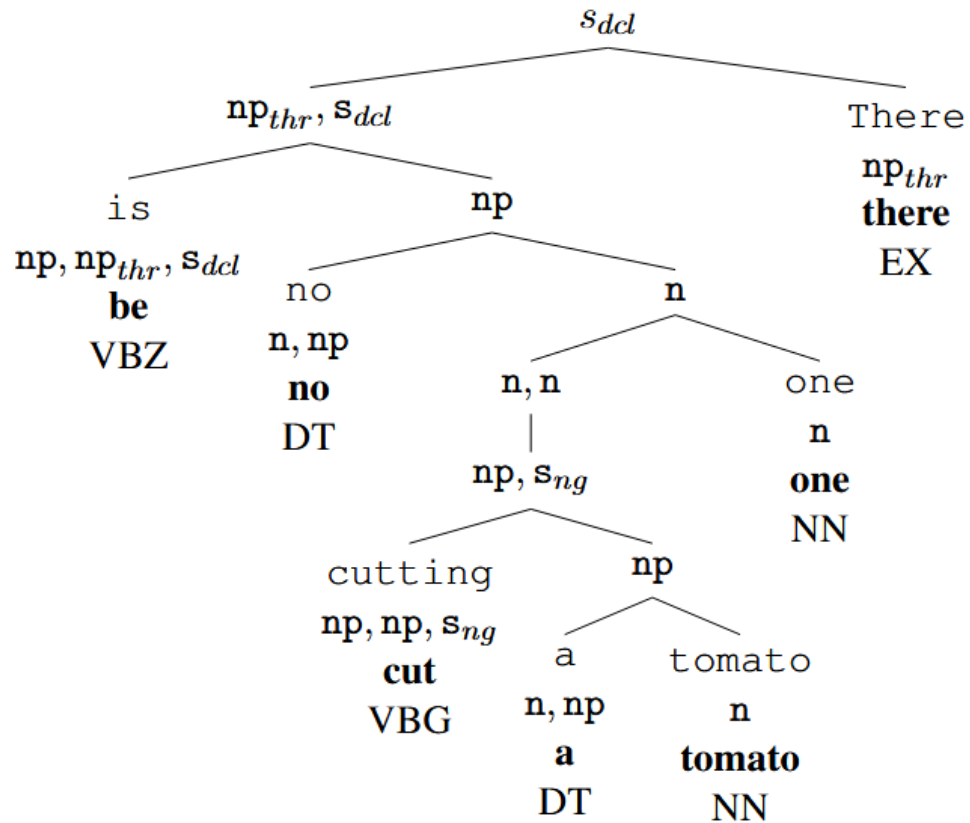 s_dcl
np_thr, s_dcl
There
np_thr
there
EX
is
np, np_thr, s_dcl
be
VBZ
np
no
n, np
no
DT
n
n, n
one
n
one
NN
np, s_ng
cutting
np, np, s_ng
cut
VBG
np
a
n, np
a
DT
tomato
n
tomato
NN